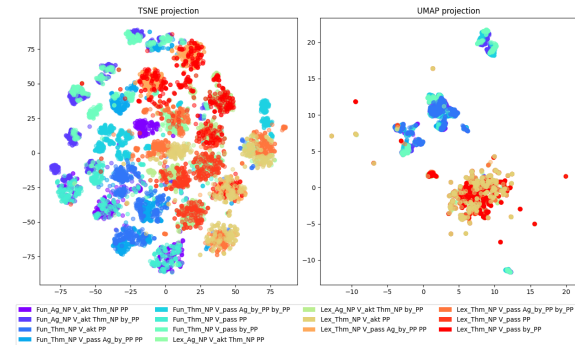 TSNE projection
UMAP projection
75
50
25
0
−25
−50
−75
−75
−50
−25
0
25
50
75
20
15
10
5
0
−5
−10
−10
−5
0
5
10
15
20
Fun_Ag_NP V_akt Thm_NP PP
Fun_Ag_NP V_akt Thm_NP by_PP
Fun_Thm_NP V_akt PP
Fun_Thm_NP V_pass Ag_by_PP PP
Fun_Thm_NP V_pass Ag_by_PP by_PP
Fun_Thm_NP V_pass PP
Fun_Thm_NP V_pass by_PP
Lex_Ag_NP V_akt Thm_NP PP
Lex_Ag_NP V_akt Thm_NP by_PP
Lex_Thm_NP V_akt PP
Lex_Thm_NP V_pass Ag_by_PP PP
Lex_Thm_NP V_pass Ag_by_PP by_PP
Lex_Thm_NP V_pass PP
Lex_Thm_NP V_pass by_PP